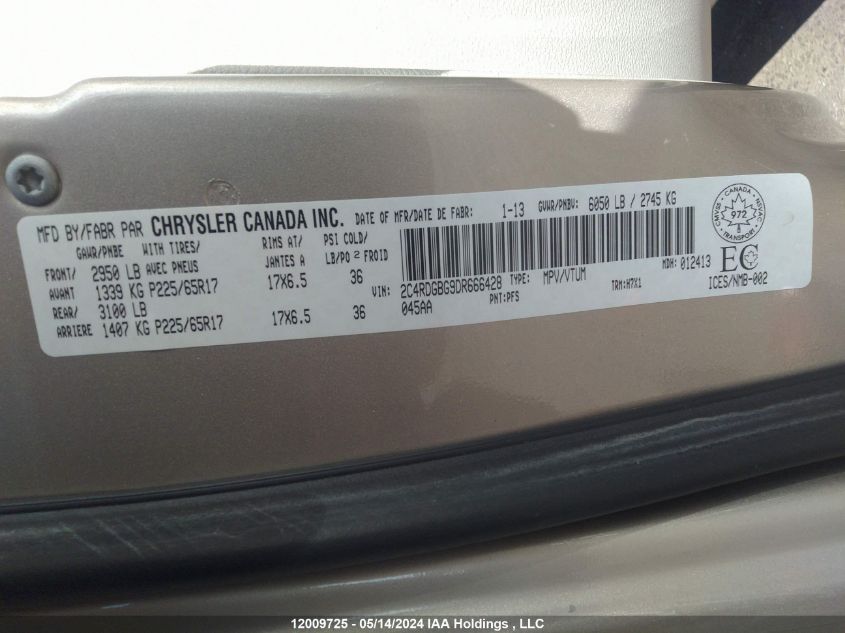 MFD BY/FABR PAR CHRYSLER CANADA INC. DATE OF MFR/DATE DE FABR: 1-13 GVWR/PNBV: 6050 LB / 2745 KG
GAWR/PNBE WITH TIRES/ RIMS AT/ PSI COLD/
FRONT/ 2950 LB AVEC PNEUS JANTES A LB/PO 2 FROID
AVANT 1339 KG P225/65R17 17X6.5 36
REAR/ 3100 LB
ARRIERE 1407 KG P225/65R17 17X6.5 36
MDH: 012413
VIN: 2C4RDGBG9DR666428 TYPE: MPV/VTUM TRM:H7X1
045AA PNT:PFS
CANADA
972
TRANSPORT
CMVSS
NSVAC
EC
ICES/NMB-002
12009725 - 05/14/2024 IAA Holdings , LLC